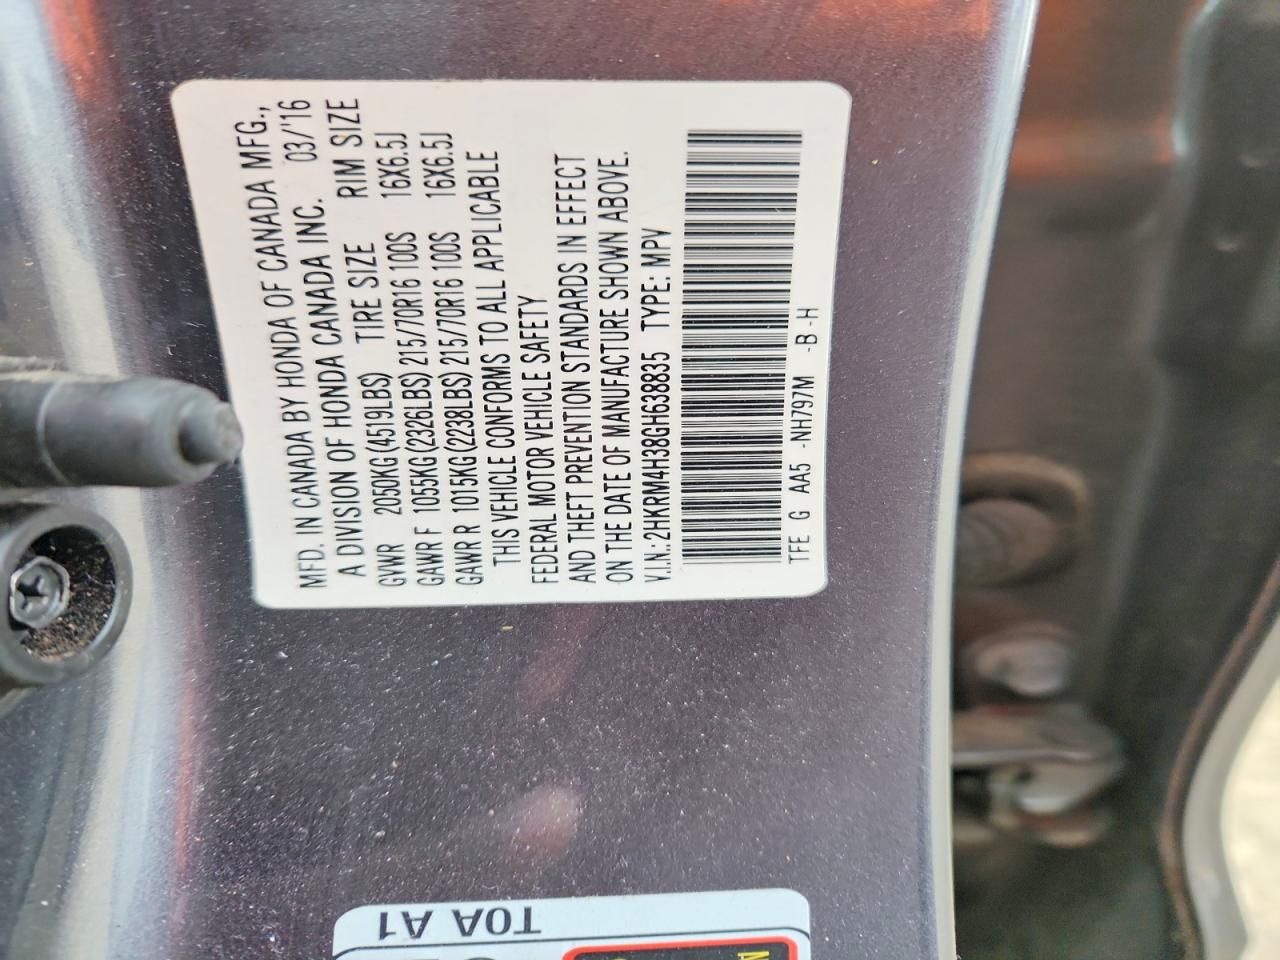 MFD. IN CANADA BY HONDA OF CANADA MFG.,
A DIVISION OF HONDA CANADA INC. 03/'16
GVWR 2050KG(4519LBS) TIRE SIZE RIM SIZE
GAWR F 1055KG(2326LBS) 215/70R16 100S 16X6.5J
GAWR R 1015KG(2238LBS) 215/70R16 100S 16X6.5J
THIS VEHICLE CONFORMS TO ALL APPLICABLE
FEDERAL MOTOR VEHICLE SAFETY
AND THEFT PREVENTION STANDARDS IN EFFECT
ON THE DATE OF MANUFACTURE SHOWN ABOVE.
V.I.N.: 2HKRM4H38GH638835 TYPE: MPV
TFE G AA5 -NH797M -B -H
T0A A1